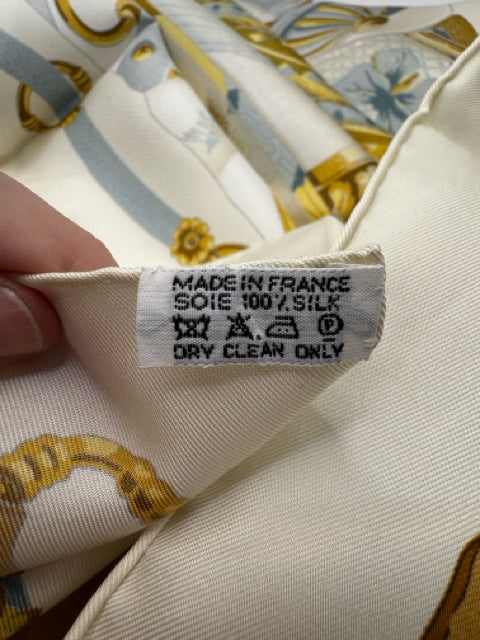 MADE IN FRANCE
SOIE 100% SILK
P
DRY CLEAN ONLY